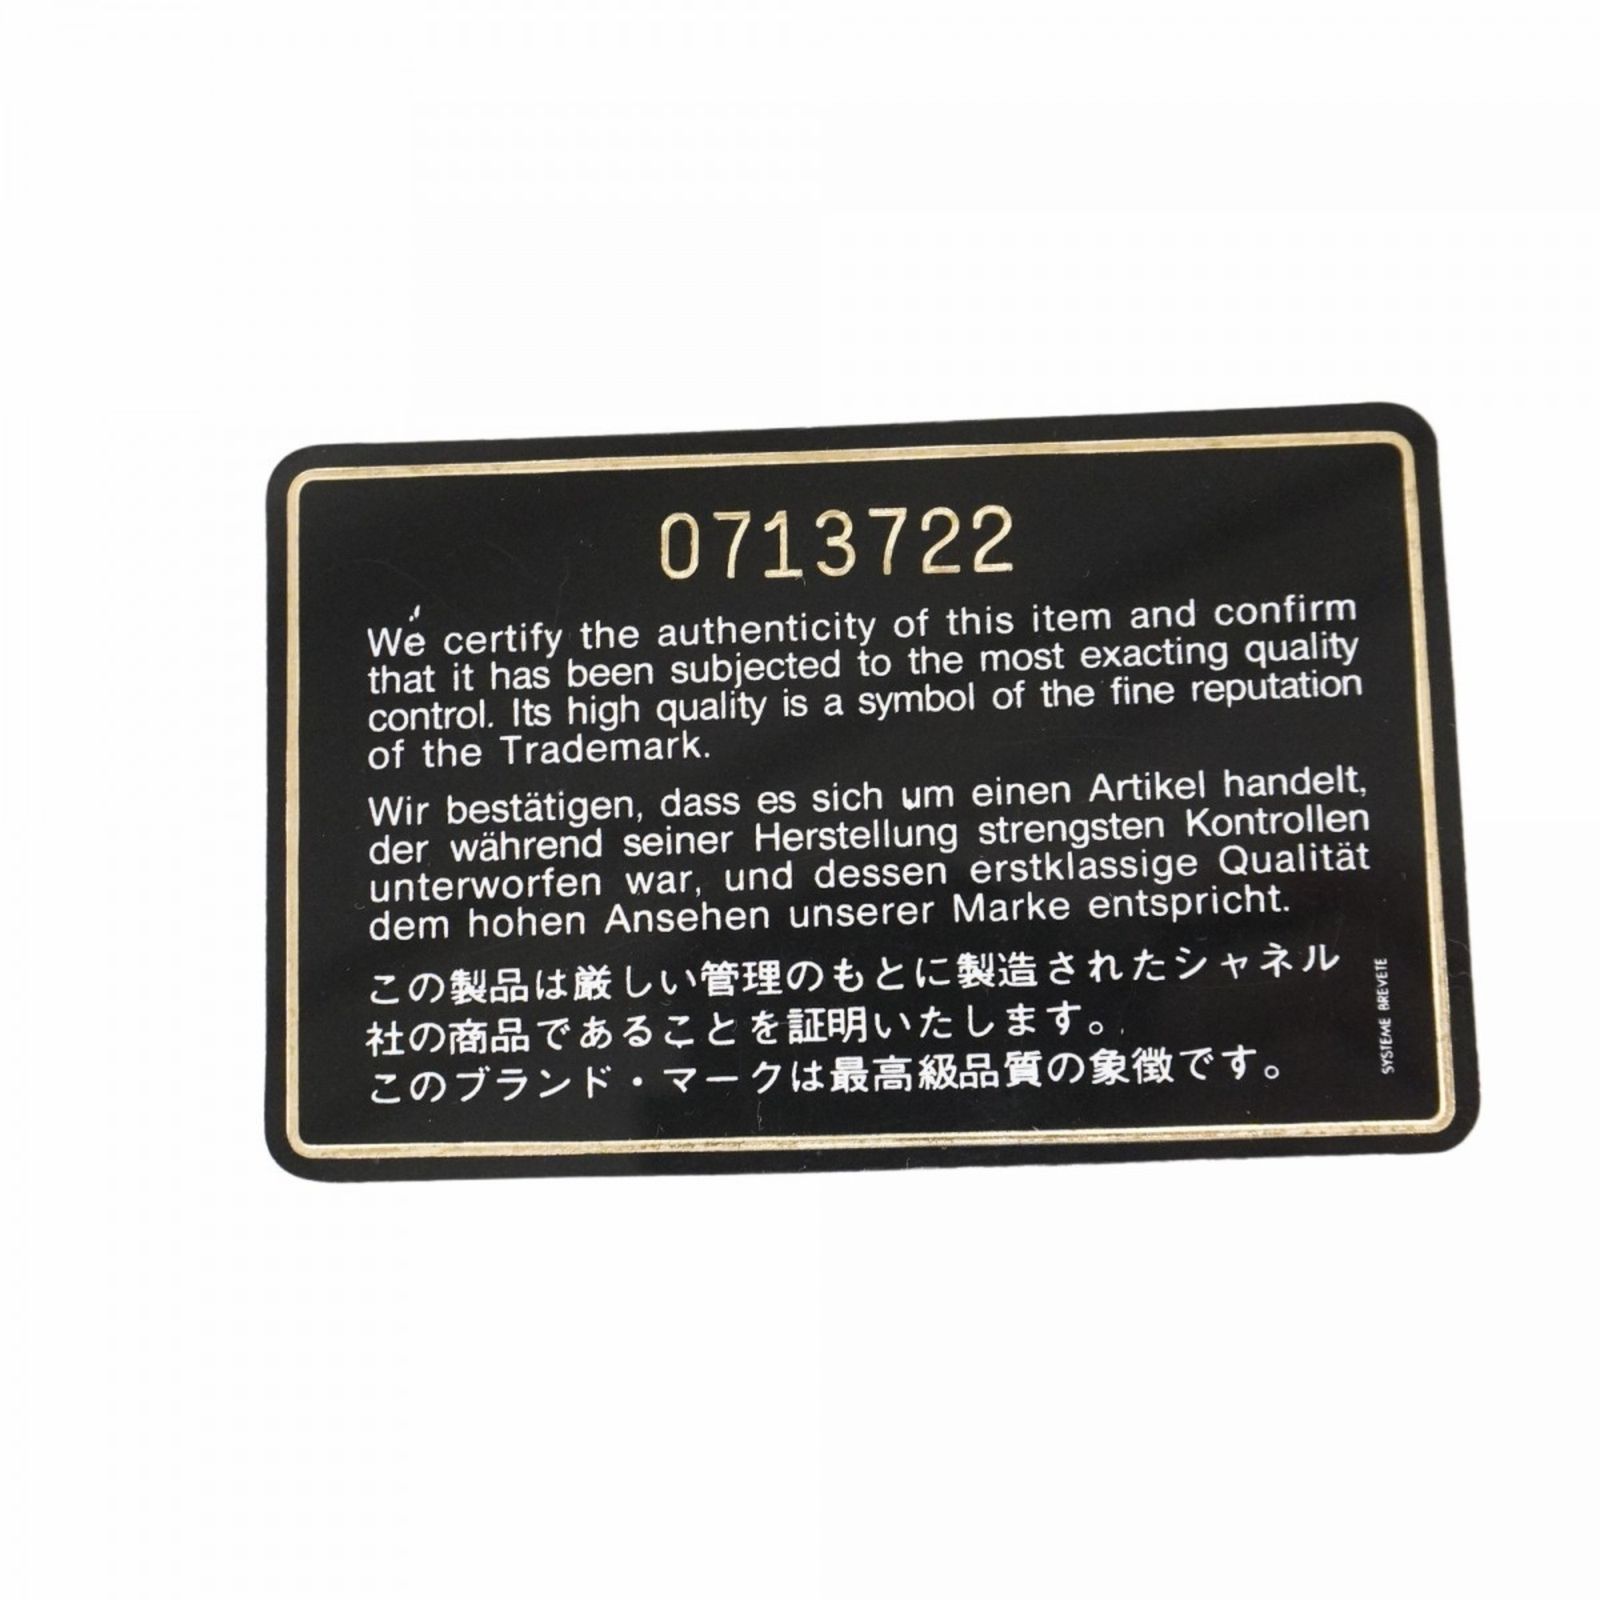 0713722
We certify the authenticity of this item and confirm
that it has been subjected to the most exacting quality
control. Its high quality is a symbol of the fine reputation
of the Trademark.
Wir bestätigen, dass es sich um einen Artikel handelt,
der während seiner Herstellung strengsten Kontrollen
unterworfen war, und dessen erstklassige Qualität
dem hohen Ansehen unserer Marke entspricht.
この製品は厳しい管理のもとに製造されたシャネル
社の商品であることを証明いたします。
このブランド・マークは最高級品質の象徴です。
SYSTEME BREVETE